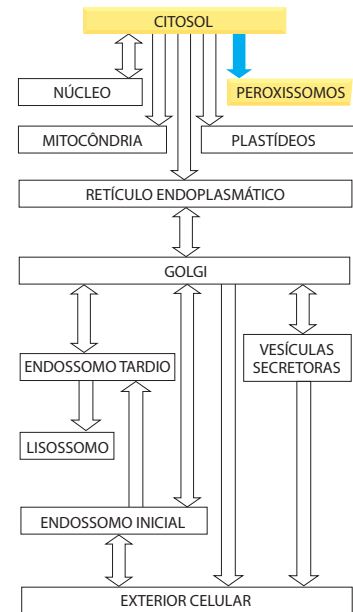 CITOSOL
NÚCLEO
PEROXISSOMOS
MITOCÔNDRIA
PLASTÍDEOS
RETÍCULO ENDOPLASMÁTICO
GOLGI
ENDOSSOMO TARDIO
VESÍCULAS
SECRETORAS
LISOSSOMO
ENDOSSOMO INICIAL
EXTERIOR CELULAR